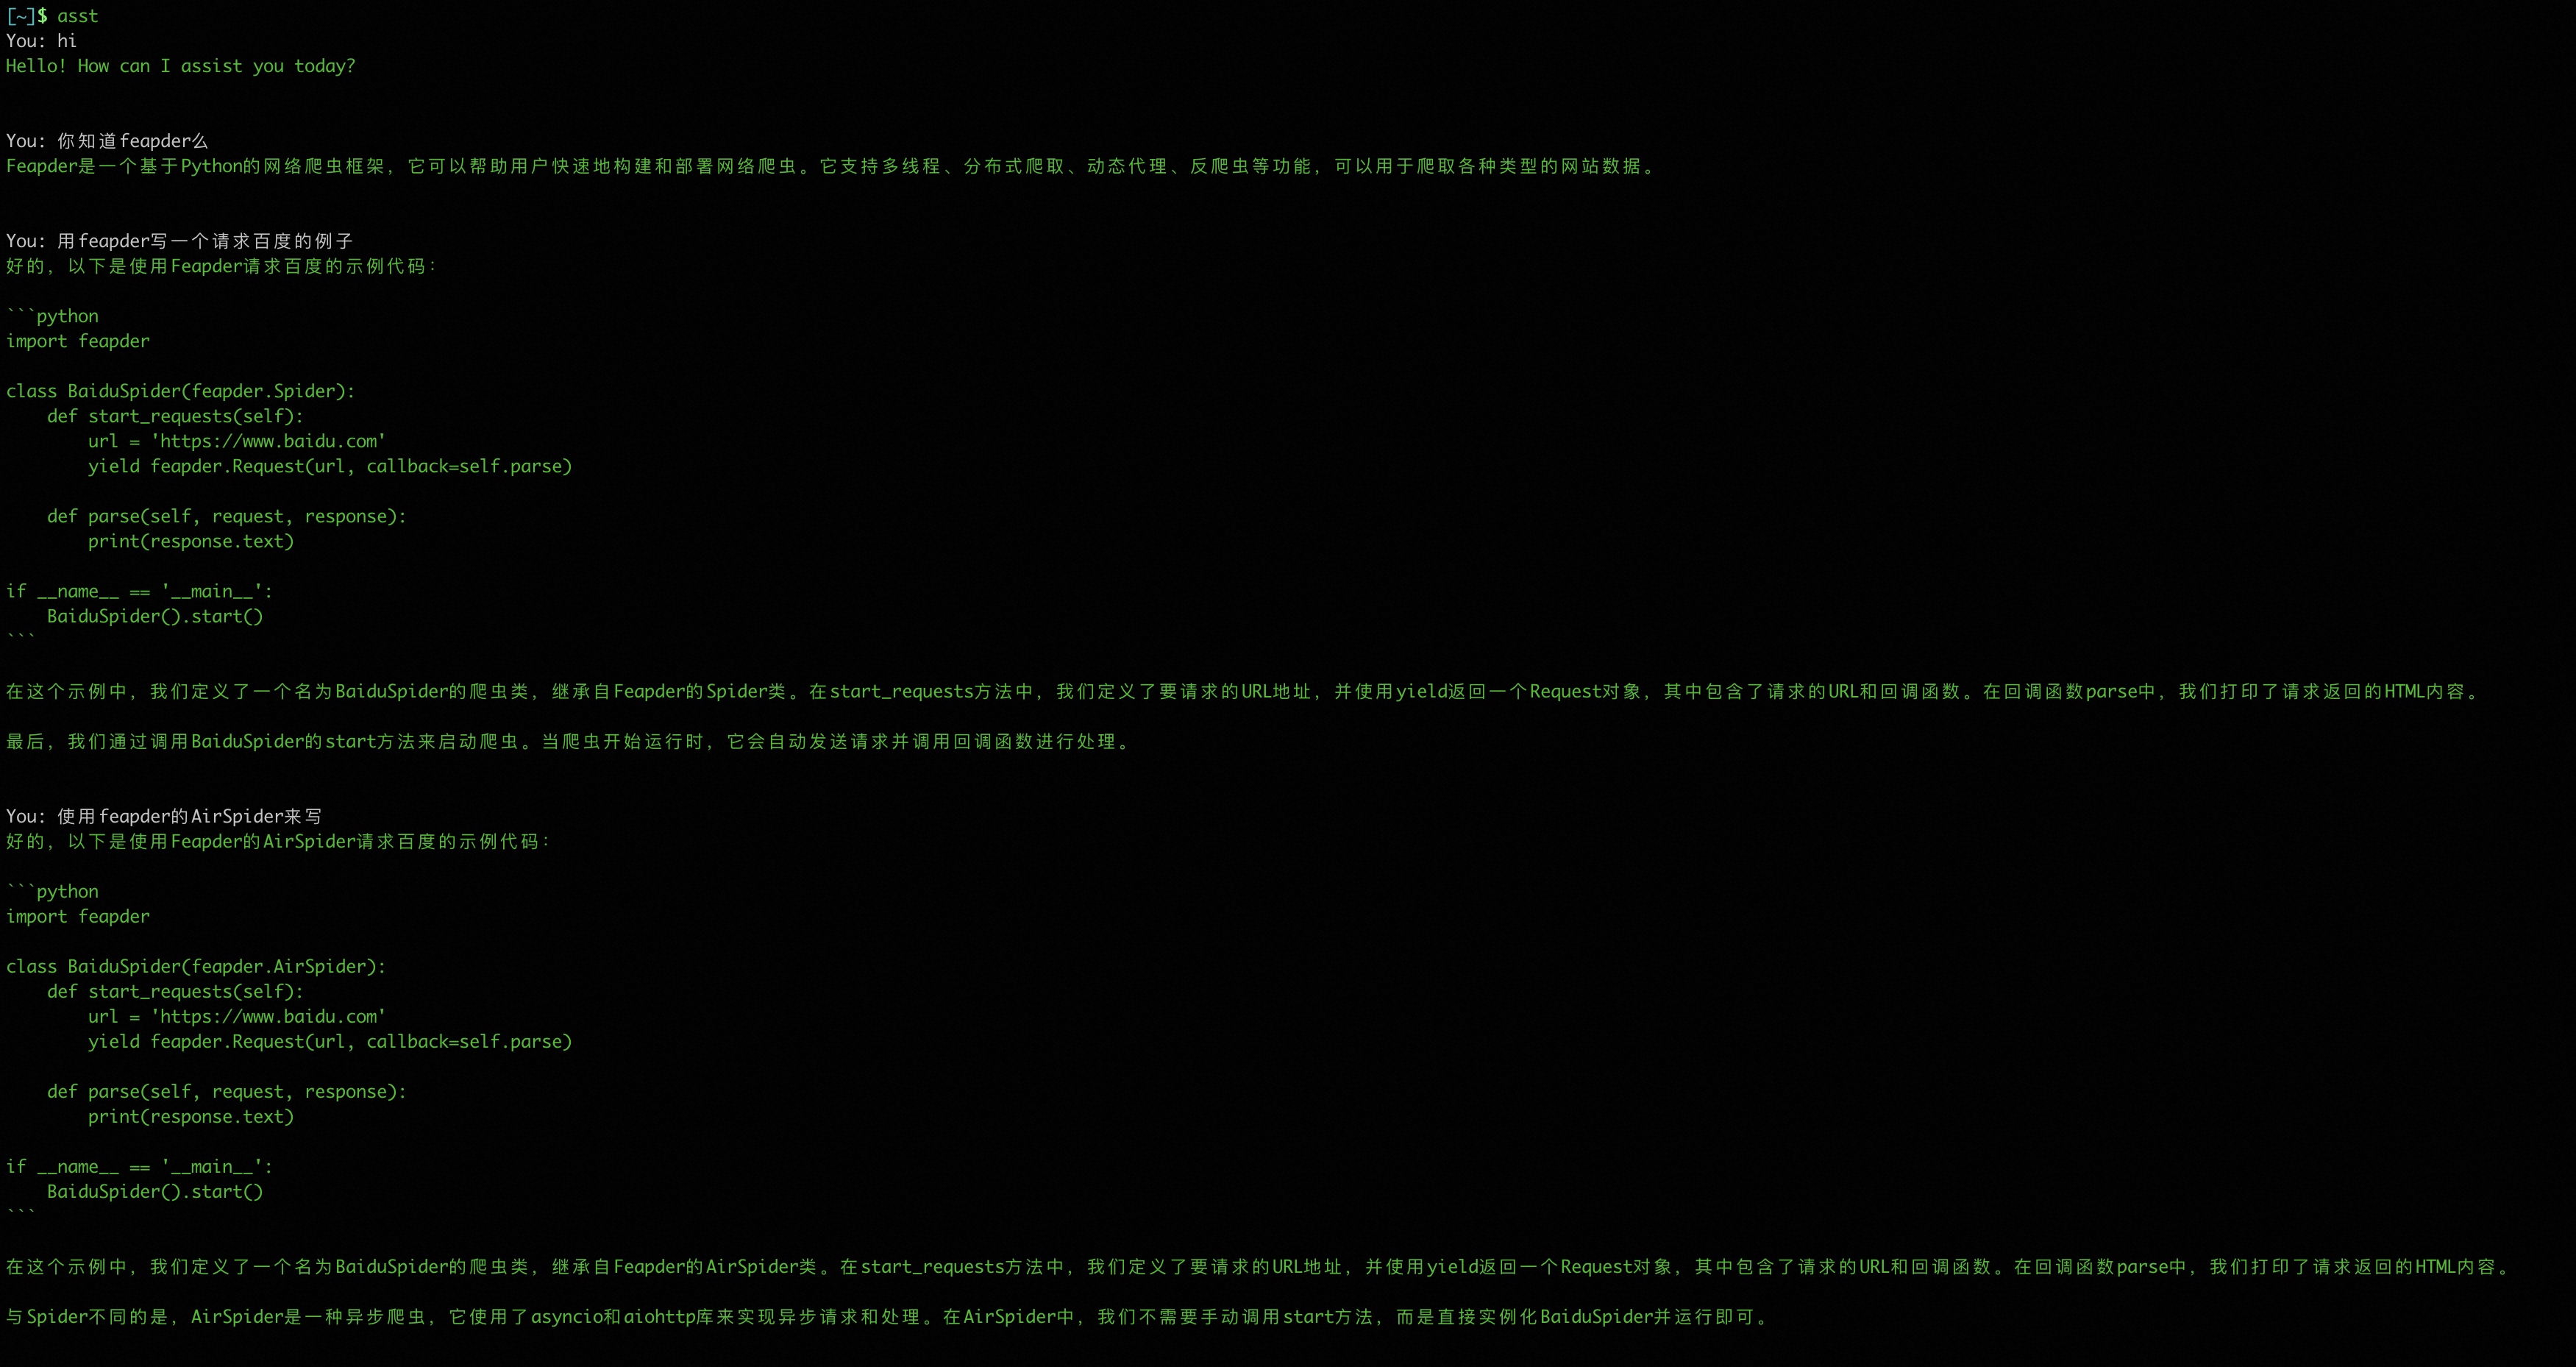 [~]$ asst
You: hi
Hello! How can I assist you today?
You: 你知道feapder么
Feapder是一个基于Python的网络爬虫框架，它可以帮助用户快速地构建和部署网络爬虫。它支持多线程、分布式爬取、动态代理、反爬虫等功能，可以用于爬取各种类型的网站数据。
You: 用feapder写一个请求百度的例子
好的，以下是使用Feapder请求百度的示例代码：
```python
import feapder
class BaiduSpider(feapder.Spider):
    def start_requests(self):
        url = 'https://www.baidu.com'
        yield feapder.Request(url, callback=self.parse)
    def parse(self, request, response):
        print(response.text)
if __name__ == '__main__':
    BaiduSpider().start()
```
在这个示例中，我们定义了一个名为BaiduSpider的爬虫类，继承自Feapder的Spider类。在start_requests方法中，我们定义了要请求的URL地址，并使用yield返回一个Request对象，其中包含了请求的URL和回调函数。在回调函数parse中，我们打印了请求返回的HTML内容。
最后，我们通过调用BaiduSpider的start方法来启动爬虫。当爬虫开始运行时，它会自动发送请求并调用回调函数进行处理。
You: 使用feapder的AirSpider来写
好的，以下是使用Feapder的AirSpider请求百度的示例代码：
```python
import feapder
class BaiduSpider(feapder.AirSpider):
    def start_requests(self):
        url = 'https://www.baidu.com'
        yield feapder.Request(url, callback=self.parse)
    def parse(self, request, response):
        print(response.text)
if __name__ == '__main__':
    BaiduSpider().start()
```
在这个示例中，我们定义了一个名为BaiduSpider的爬虫类，继承自Feapder的AirSpider类。在start_requests方法中，我们定义了要请求的URL地址，并使用yield返回一个Request对象，其中包含了请求的URL和回调函数。在回调函数parse中，我们打印了请求返回的HTML内容。
与Spider不同的是，AirSpider是一种异步爬虫，它使用了asyncio和aiohttp库来实现异步请求和处理。在AirSpider中，我们不需要手动调用start方法，而是直接实例化BaiduSpider并运行即可。